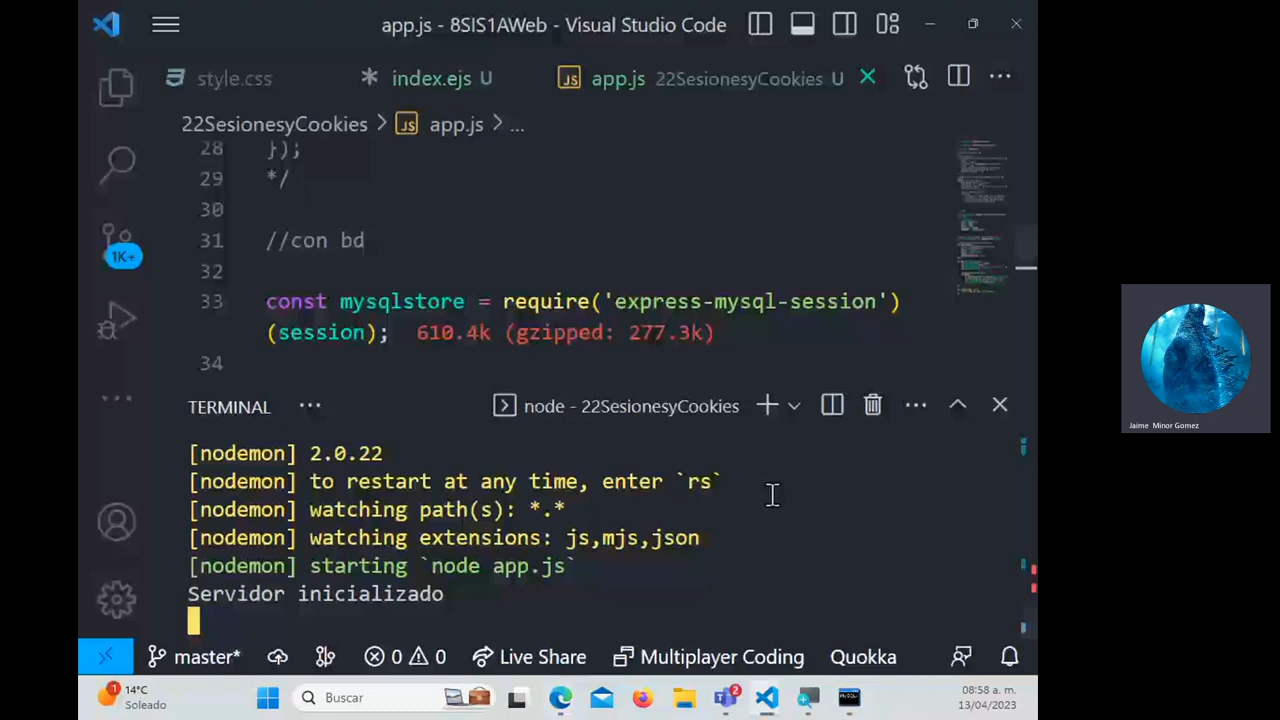 app.js - 8SIS1AWeb - Visual Studio Code
style.css
index.ejs U
JS app.js 22SesionesyCookies U
22SesionesyCookies > JS app.js > ...
28 });
29 */
30
31 //con bd
32
33 const mysqlstore = require('express-mysql-session')
(session); 610.4k (gzipped: 277.3k)
34
1K+
TERMINAL ...
node - 22SesionesyCookies
[nodemon] 2.0.22
[nodemon] to restart at any time, enter `rs`
[nodemon] watching path(s): *.*
[nodemon] watching extensions: js,mjs,json
[nodemon] starting `node app.js`
Servidor inicializado
master* 0 0 Live Share Multiplayer Coding Quokka
1
14°C
Soleado
Buscar
2
08:58 a. m.
13/04/2023
Jaime Minor Gomez